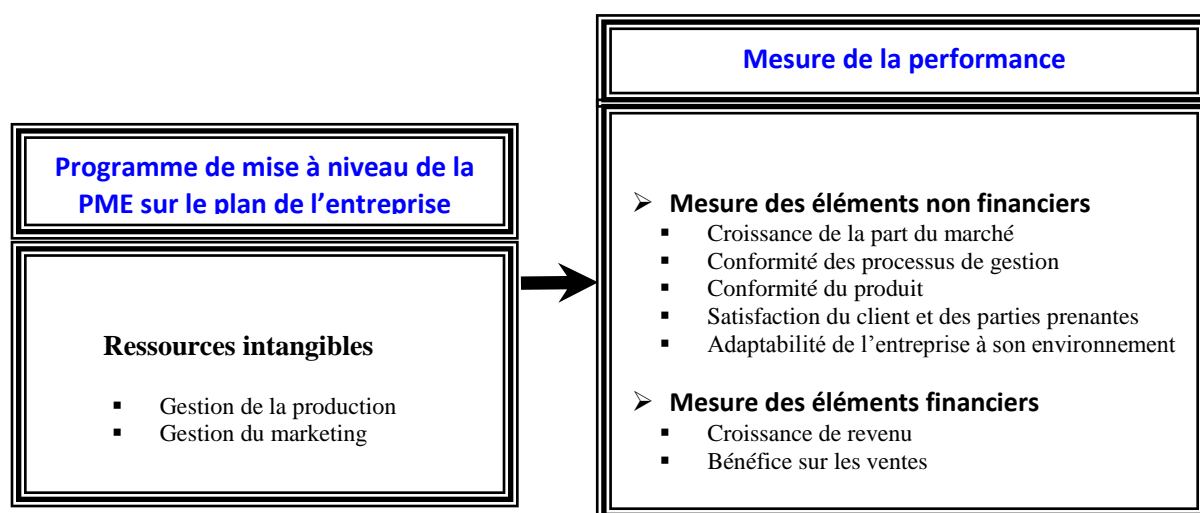 Programme de mise à niveau de la
PME sur le plan de l’entreprise
Ressources intangibles
▪ Gestion de la production
▪ Gestion du marketing
Mesure de la performance
➢ Mesure des éléments non financiers
▪ Croissance de la part du marché
▪ Conformité des processus de gestion
▪ Conformité du produit
▪ Satisfaction du client et des parties prenantes
▪ Adaptabilité de l’entreprise à son environnement
➢ Mesure des éléments financiers
▪ Croissance de revenu
▪ Bénéfice sur les ventes